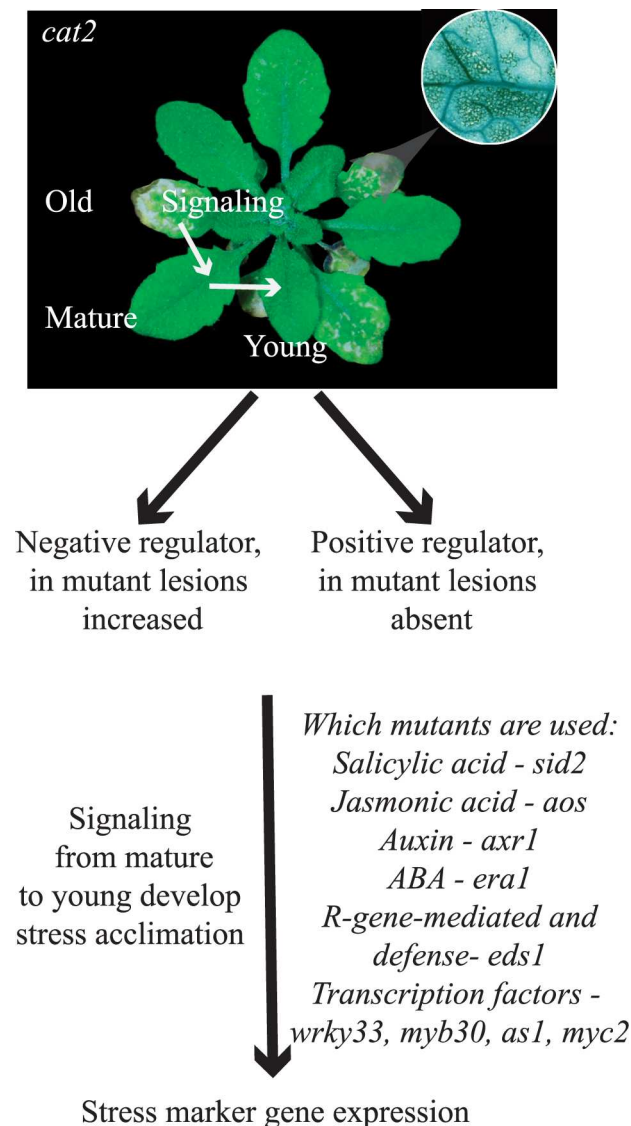 cat2
Old
Signaling
Mature
Young
Negative regulator,
in mutant lesions
increased
Positive regulator,
in mutant lesions
absent
Signaling
from mature
to young develop
stress acclimation
Which mutants are used:
Salicylic acid - sid2
Jasmonic acid - aos
Auxin - axr1
ABA - era1
R-gene-mediated and
defense- eds1
Transcription factors -
wrky33, myb30, as1, myc2
Stress marker gene expression